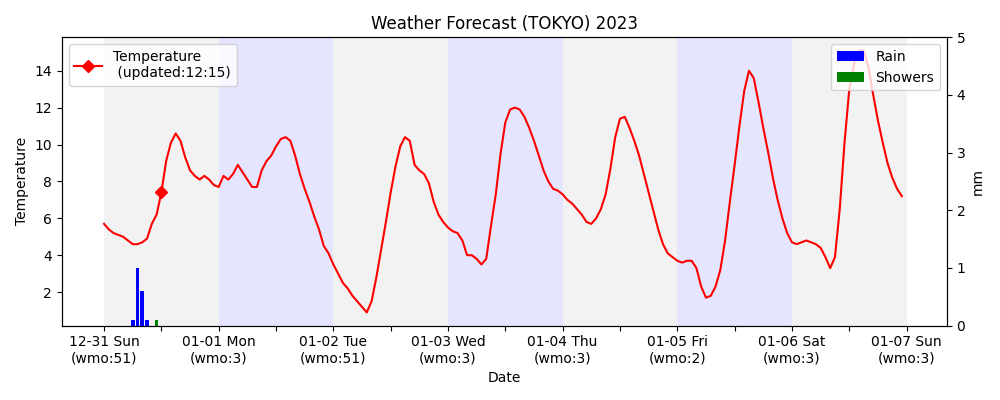 Weather Forecast (TOKYO) 2023
Temperature
(updated:12:15)
Rain
Showers
Temperature
14
12
10
8
6
4
2
5
4
3
2
1
0
mm
12-31 Sun
(wmo:51)
01-01 Mon
(wmo:3)
01-02 Tue
(wmo:51)
01-03 Wed
(wmo:3)
01-04 Thu
(wmo:3)
01-05 Fri
(wmo:2)
01-06 Sat
(wmo:3)
01-07 Sun
(wmo:3)
Date